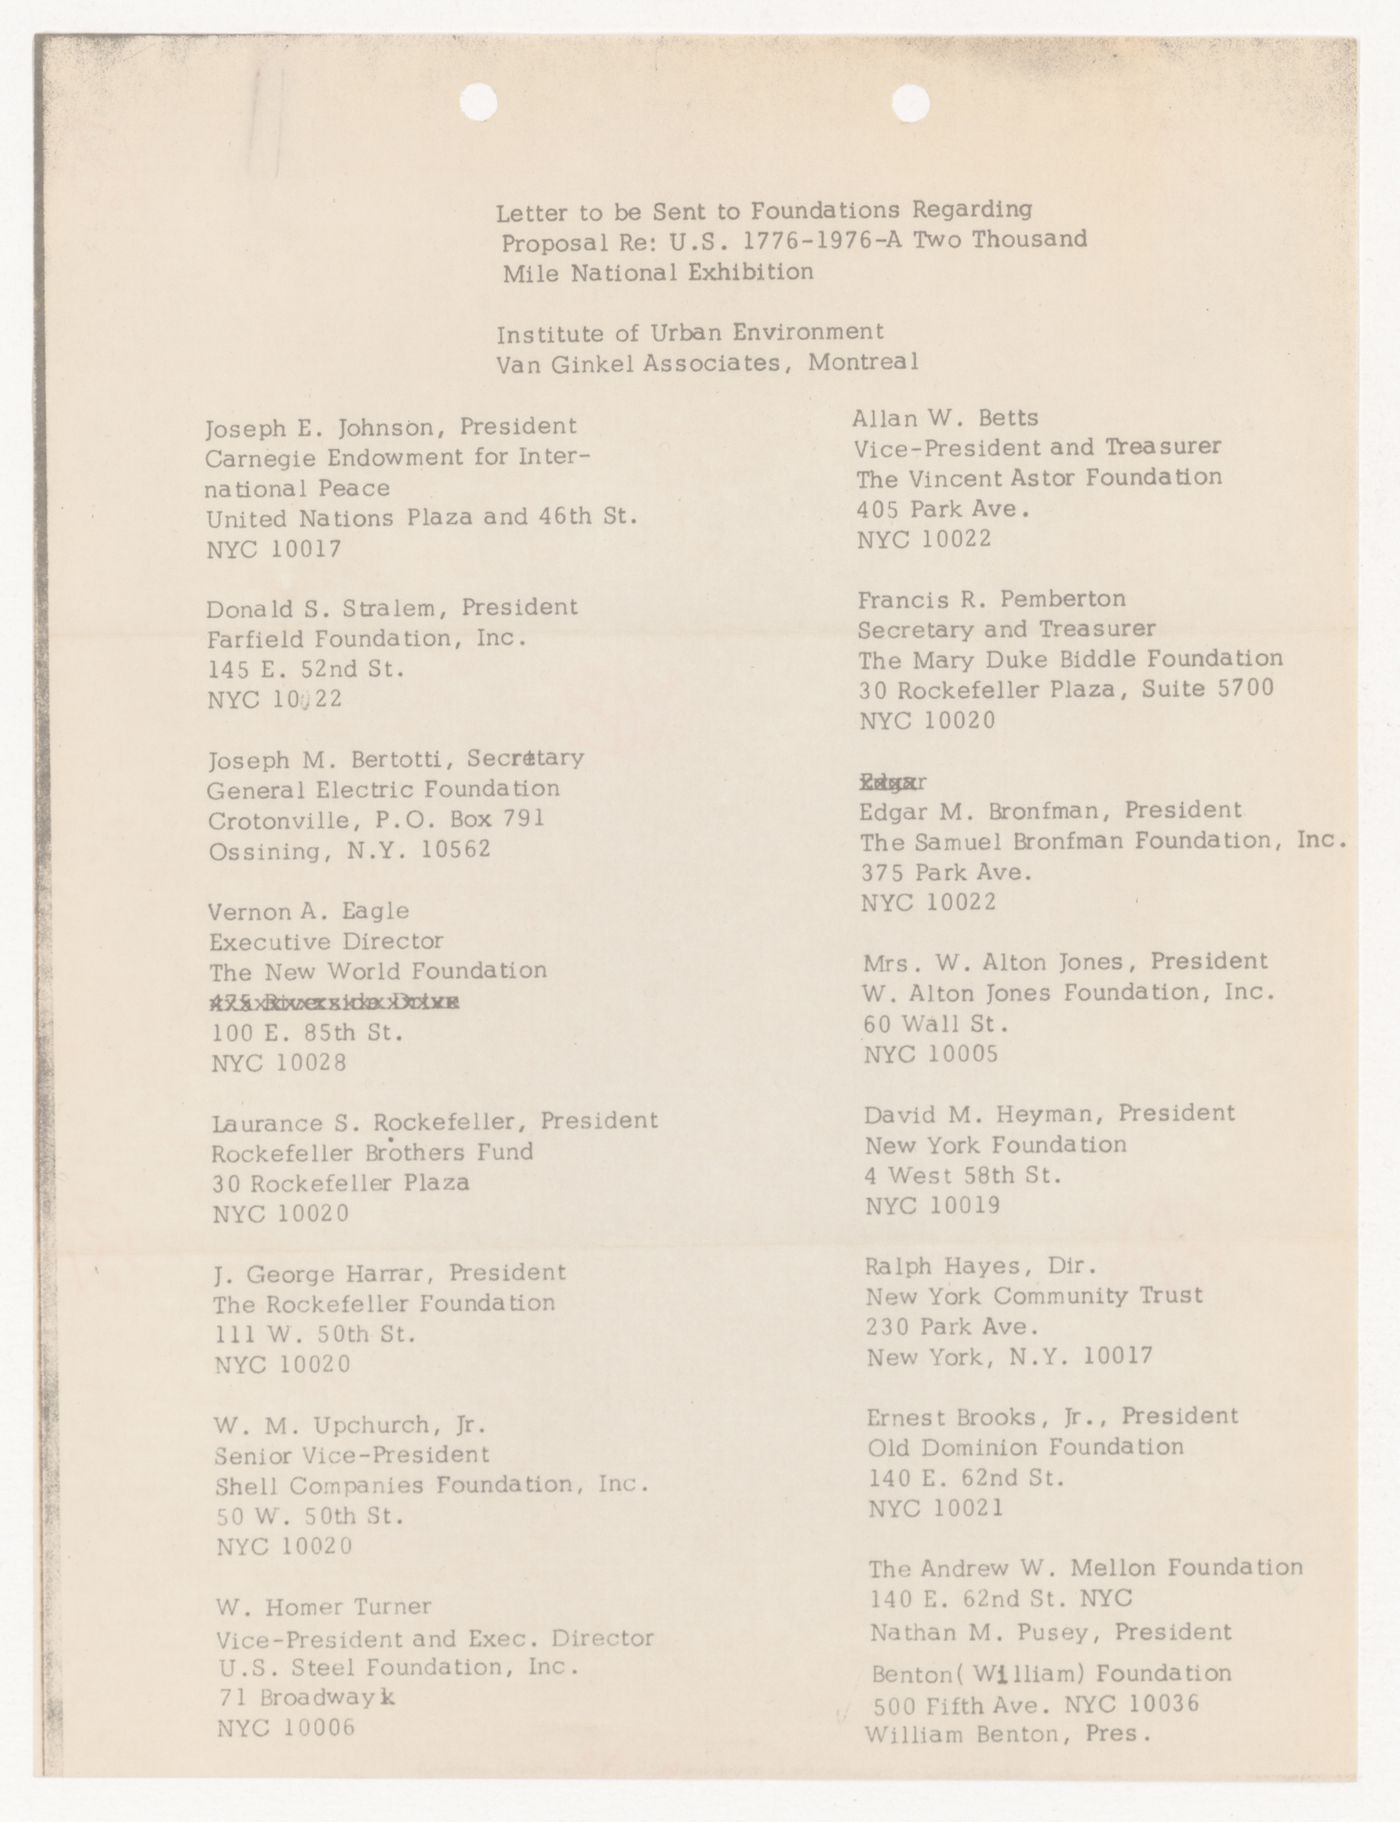 Letter to be Sent to Foundations Regarding
Proposal Re: U.S. 1776-1976-A Two Thousand
Mile National Exhibition
Institute of Urban Environment
Van Ginkel Associates, Montreal
Joseph E. Johnson, President
Carnegie Endowment for Inter-
national Peace
United Nations Plaza and 46th St.
NYC 10017
Donald S. Stralem, President
Farfield Foundation, Inc.
145 E. 52nd St.
NYC 10022
Joseph M. Bertotti, Secretary
General Electric Foundation
Crotonville, P.O. Box 791
Ossining, N.Y. 10562
Vernon A. Eagle
Executive Director
The New World Foundation
475 Riverside Drive
100 E. 85th St.
NYC 10028
Laurance S. Rockefeller, President
Rockefeller Brothers Fund
30 Rockefeller Plaza
NYC 10020
J. George Harrar, President
The Rockefeller Foundation
111 W. 50th St.
NYC 10020
W. M. Upchurch, Jr.
Senior Vice-President
Shell Companies Foundation, Inc.
50 W. 50th St.
NYC 10020
W. Homer Turner
Vice-President and Exec. Director
U.S. Steel Foundation, Inc.
71 Broadwayk
NYC 10006
Allan W. Betts
Vice-President and Treasurer
The Vincent Astor Foundation
405 Park Ave.
NYC 10022
Francis R. Pemberton
Secretary and Treasurer
The Mary Duke Biddle Foundation
30 Rockefeller Plaza, Suite 5700
NYC 10020
Edgar
Edgar M. Bronfman, President
The Samuel Bronfman Foundation, Inc.
375 Park Ave.
NYC 10022
Mrs. W. Alton Jones, President
W. Alton Jones Foundation, Inc.
60 Wall St.
NYC 10005
David M. Heyman, President
New York Foundation
4 West 58th St.
NYC 10019
Ralph Hayes, Dir.
New York Community Trust
230 Park Ave.
New York, N.Y. 10017
Ernest Brooks, Jr., President
Old Dominion Foundation
140 E. 62nd St.
NYC 10021
The Andrew W. Mellon Foundation
140 E. 62nd St. NYC
Nathan M. Pusey, President
Benton( William) Foundation
500 Fifth Ave. NYC 10036
William Benton, Pres.